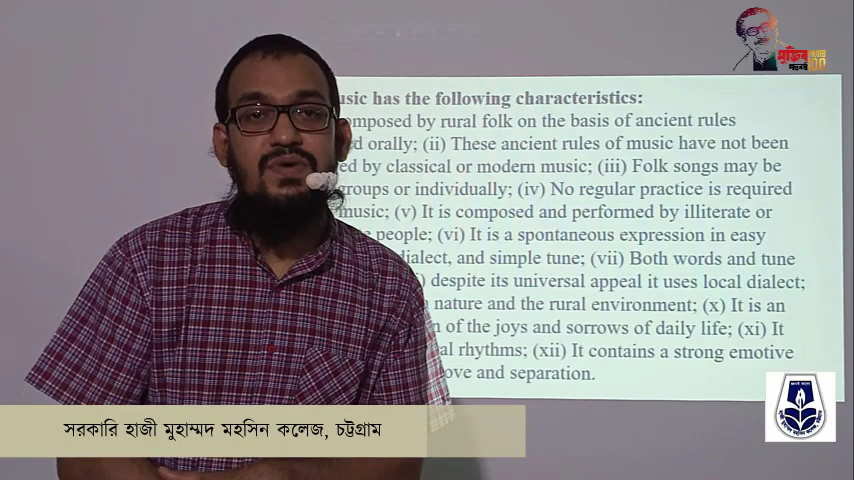 মুজিব
শতবর্ষ 100
usic has the following characteristics:
omposed by rural folk on the basis of ancient rules
ed orally; (ii) These ancient rules of music have not been
ed by classical or modern music; (iii) Folk songs may be
groups or individually; (iv) No regular practice is required
music; (v) It is composed and performed by illiterate or
people; (vi) It is a spontaneous expression in easy
dialect, and simple tune; (vii) Both words and tune
) despite its universal appeal it uses local dialect;
nature and the rural environment; (x) It is an
n of the joys and sorrows of daily life; (xi) It
al rhythms; (xii) It contains a strong emotive
ove and separation.
সরকারি হাজী মুহাম্মদ মহসিন কলেজ, চট্টগ্রাম